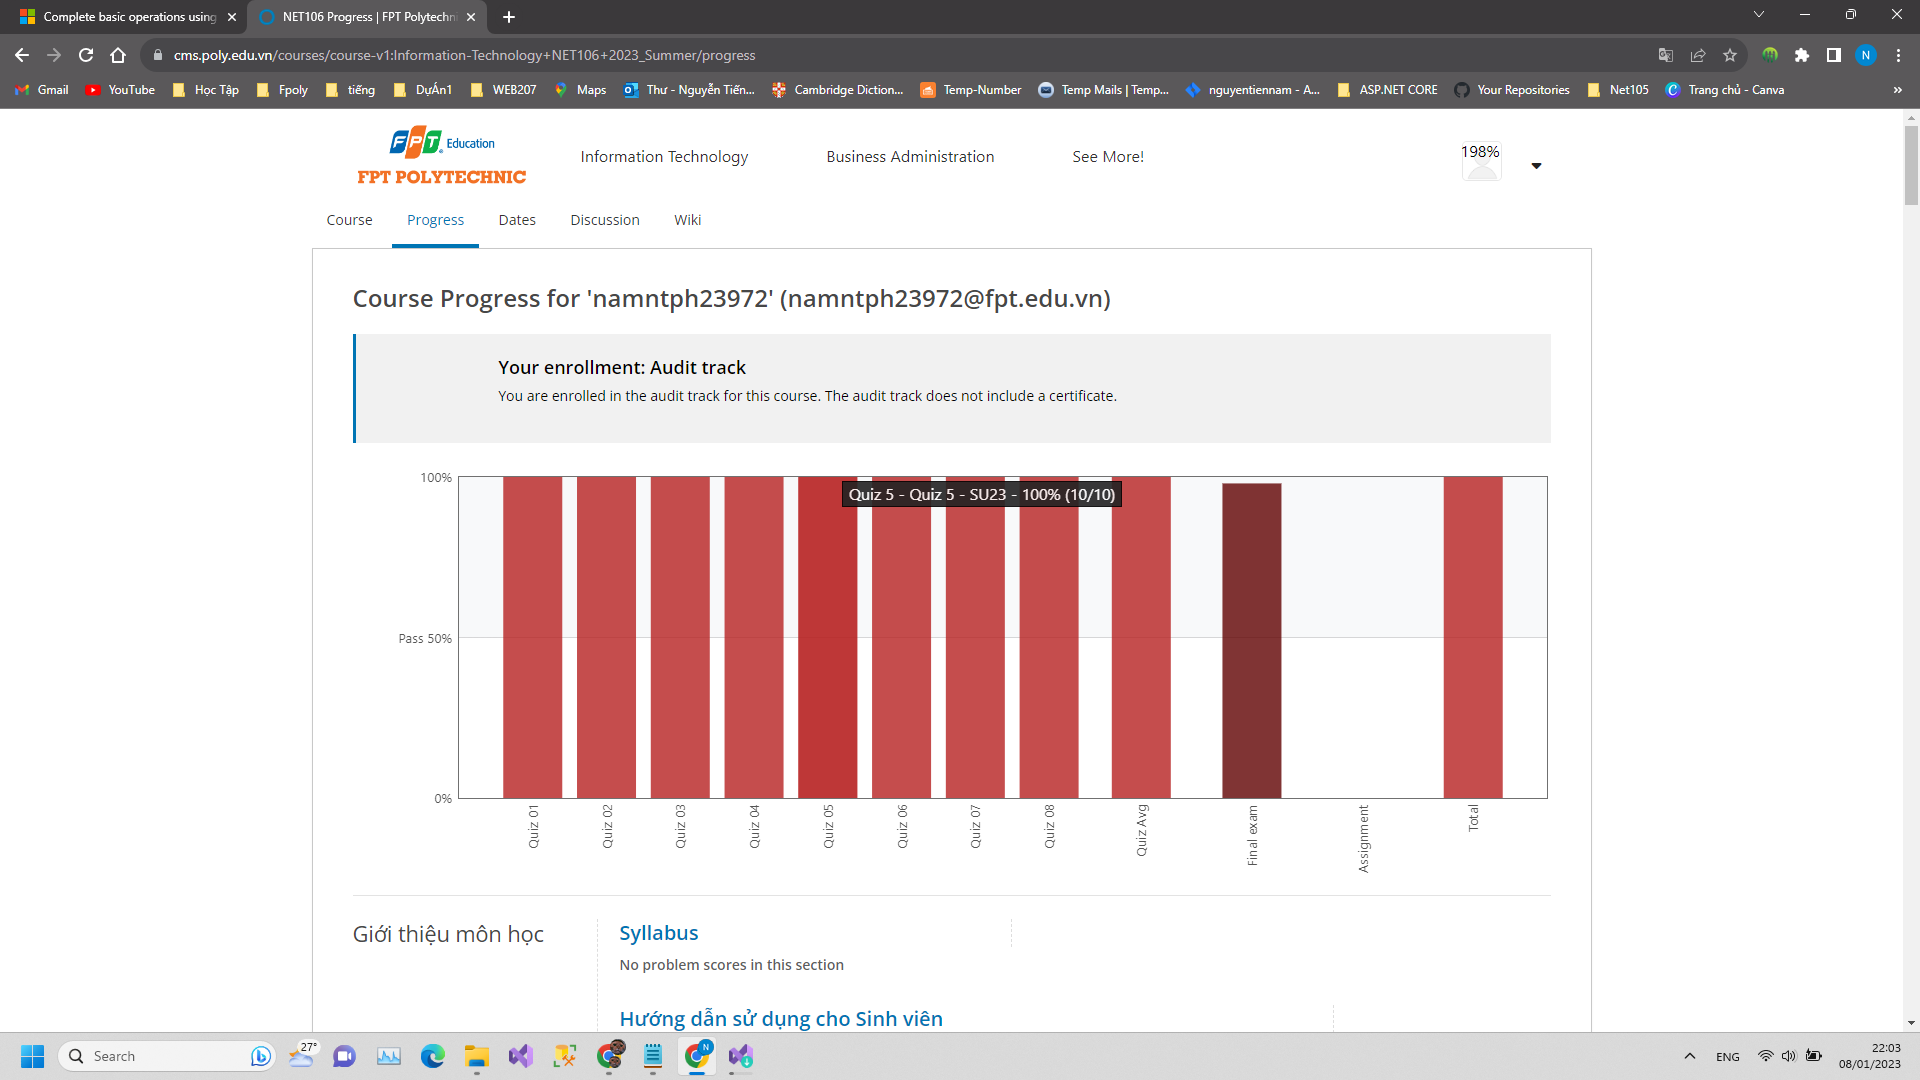 Complete basic operations using
NET106 Progress | FPT Polytechni
cms.poly.edu.vn/courses/course-v1:Information-Technology+NET106+2023_Summer/progress
N
Gmail
YouTube
Học Tập
Fpoly
tiếng
DựÁn1
WEB207
Maps
Thư - Nguyễn Tiến...
Cambridge Diction...
Temp-Number
Temp Mails | Temp...
nguyentiennam - A...
ASP.NET CORE
Your Repositories
Net105
Trang chủ - Canva
»
FPT Education
FPT POLYTECHNIC
Information Technology
Business Administration
See More!
198%
Course
Progress
Dates
Discussion
Wiki
Course Progress for 'namntph23972' (namntph23972@fpt.edu.vn)
Your enrollment: Audit track
You are enrolled in the audit track for this course. The audit track does not include a certificate.
100%
Quiz 5 - Quiz 5 - SU23 - 100% (10/10)
Pass 50%
0%
Quiz 01
Quiz 02
Quiz 03
Quiz 04
Quiz 05
Quiz 06
Quiz 07
Quiz 08
Quiz Avg
Final exam
Assignment
Total
Giới thiệu môn học
Syllabus
No problem scores in this section
Hướng dẫn sử dụng cho Sinh viên
Search
27°
N
ENG
22:03
08/01/2023